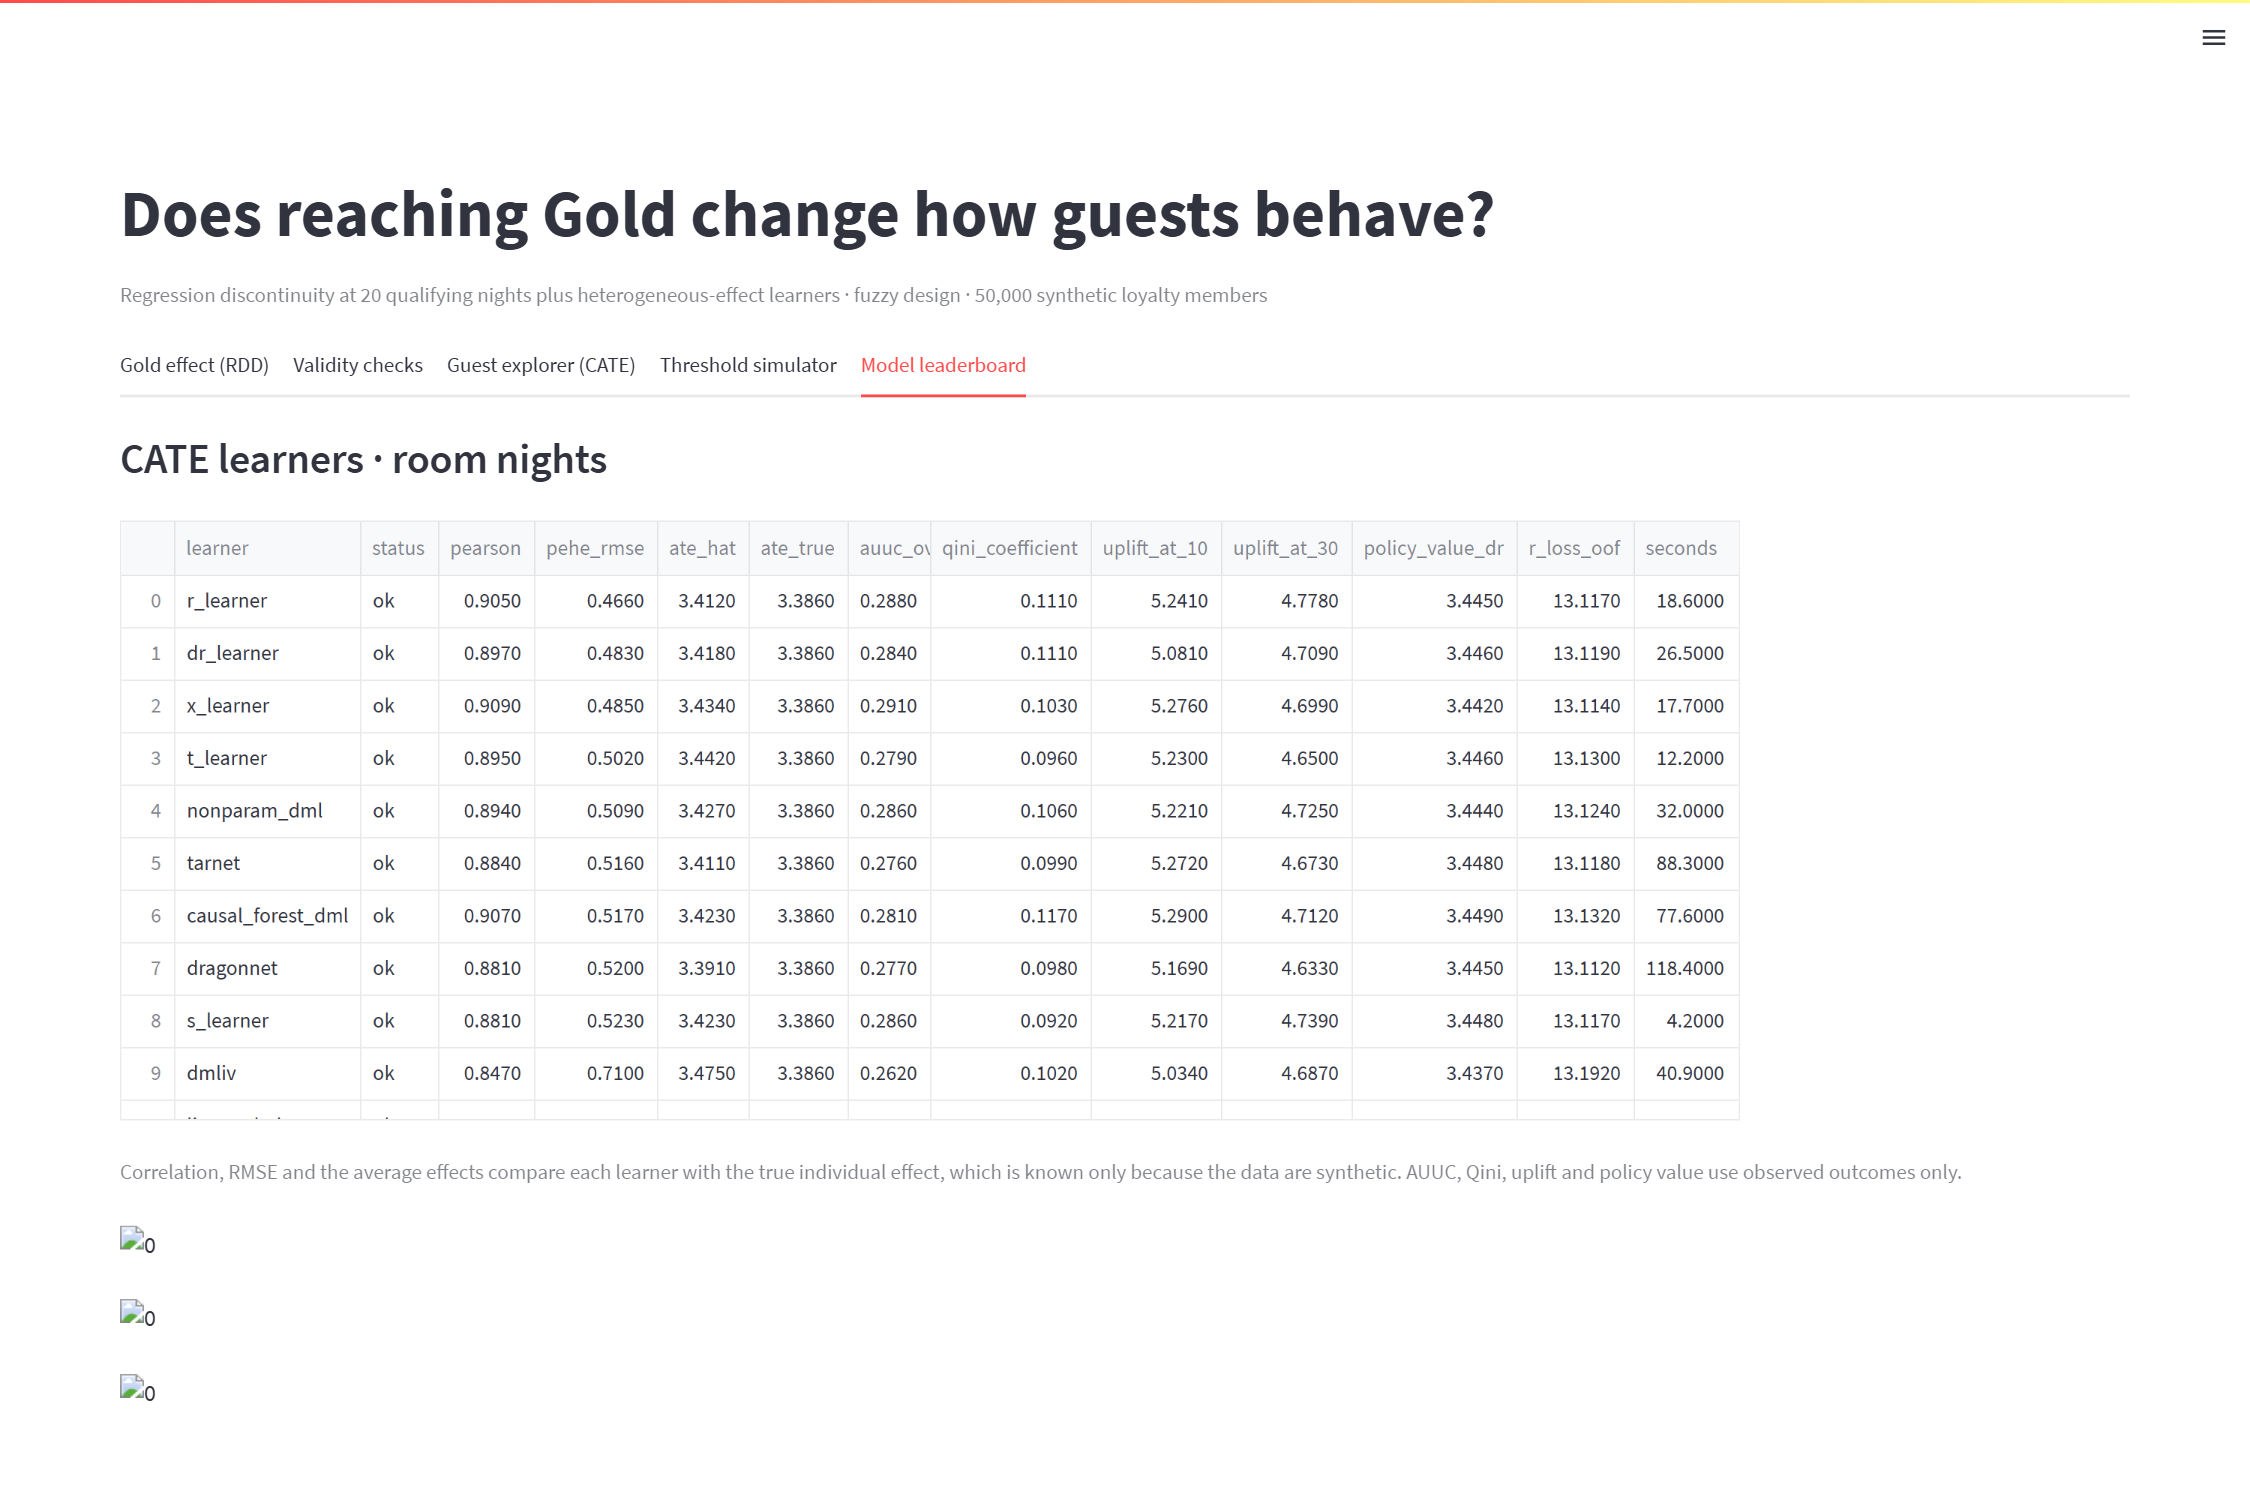 Does reaching Gold change how guests behave?
Regression discontinuity at 20 qualifying nights plus heterogeneous-effect learners · fuzzy design · 50,000 synthetic loyalty members
Gold effect (RDD) Validity checks Guest explorer (CATE) Threshold simulator Model leaderboard
CATE learners · room nights
learner status pearson pehe_rmse ate_hat ate_true auuc_ov qini_coefficient uplift_at_10 uplift_at_30 policy_value_dr r_loss_oof seconds
0 r_learner ok 0.9050 0.4660 3.4120 3.3860 0.2880 0.1110 5.2410 4.7780 3.4450 13.1170 18.6000
1 dr_learner ok 0.8970 0.4830 3.4180 3.3860 0.2840 0.1110 5.0810 4.7090 3.4460 13.1190 26.5000
2 x_learner ok 0.9090 0.4850 3.4340 3.3860 0.2910 0.1030 5.2760 4.6990 3.4420 13.1140 17.7000
3 t_learner ok 0.8950 0.5020 3.4420 3.3860 0.2790 0.0960 5.2300 4.6500 3.4460 13.1300 12.2000
4 nonparam_dml ok 0.8940 0.5090 3.4270 3.3860 0.2860 0.1060 5.2210 4.7250 3.4440 13.1240 32.0000
5 tarnet ok 0.8840 0.5160 3.4110 3.3860 0.2760 0.0990 5.2720 4.6730 3.4480 13.1180 88.3000
6 causal_forest_dml ok 0.9070 0.5170 3.4230 3.3860 0.2810 0.1170 5.2900 4.7120 3.4490 13.1320 77.6000
7 dragonnet ok 0.8810 0.5200 3.3910 3.3860 0.2770 0.0980 5.1690 4.6330 3.4450 13.1120 118.4000
8 s_learner ok 0.8810 0.5230 3.4230 3.3860 0.2860 0.0920 5.2170 4.7390 3.4480 13.1170 4.2000
9 dmliv ok 0.8470 0.7100 3.4750 3.3860 0.2620 0.1020 5.0340 4.6870 3.4370 13.1920 40.9000
Correlation, RMSE and the average effects compare each learner with the true individual effect, which is known only because the data are synthetic. AUUC, Qini, uplift and policy value use observed outcomes only.
0
0
0